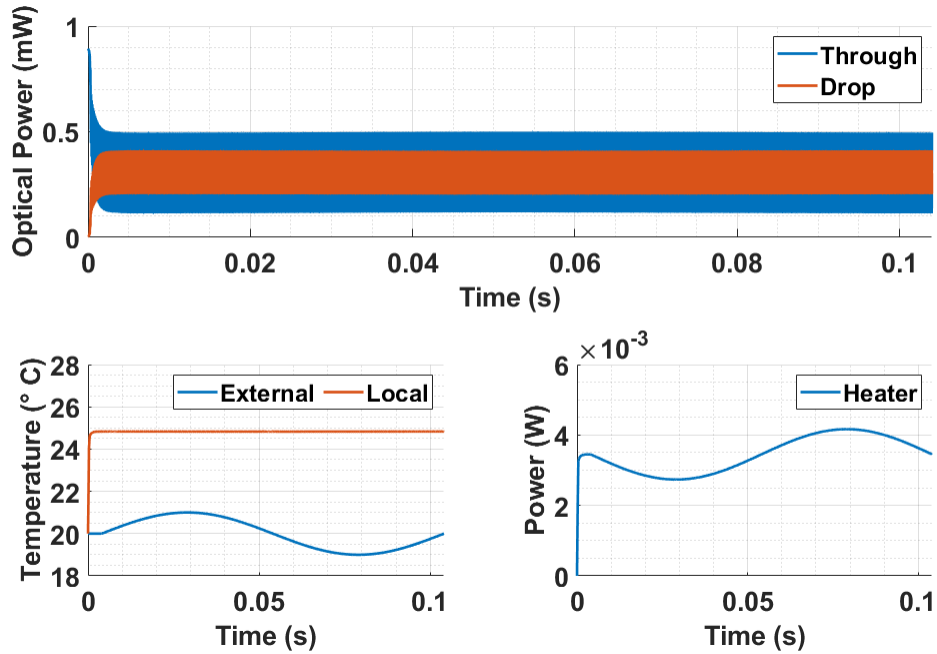 Optical Power (mW)
1
0.5
0
Through
Drop
0 0.02 0.04 0.06 0.08 0.1
Time (s)
Temperature (° C)
28
26
24
22
20
18
External Local
0 0.05 0.1
Time (s)
×10-3
Power (W)
6
4
2
0
Heater
0 0.05 0.1
Time (s)